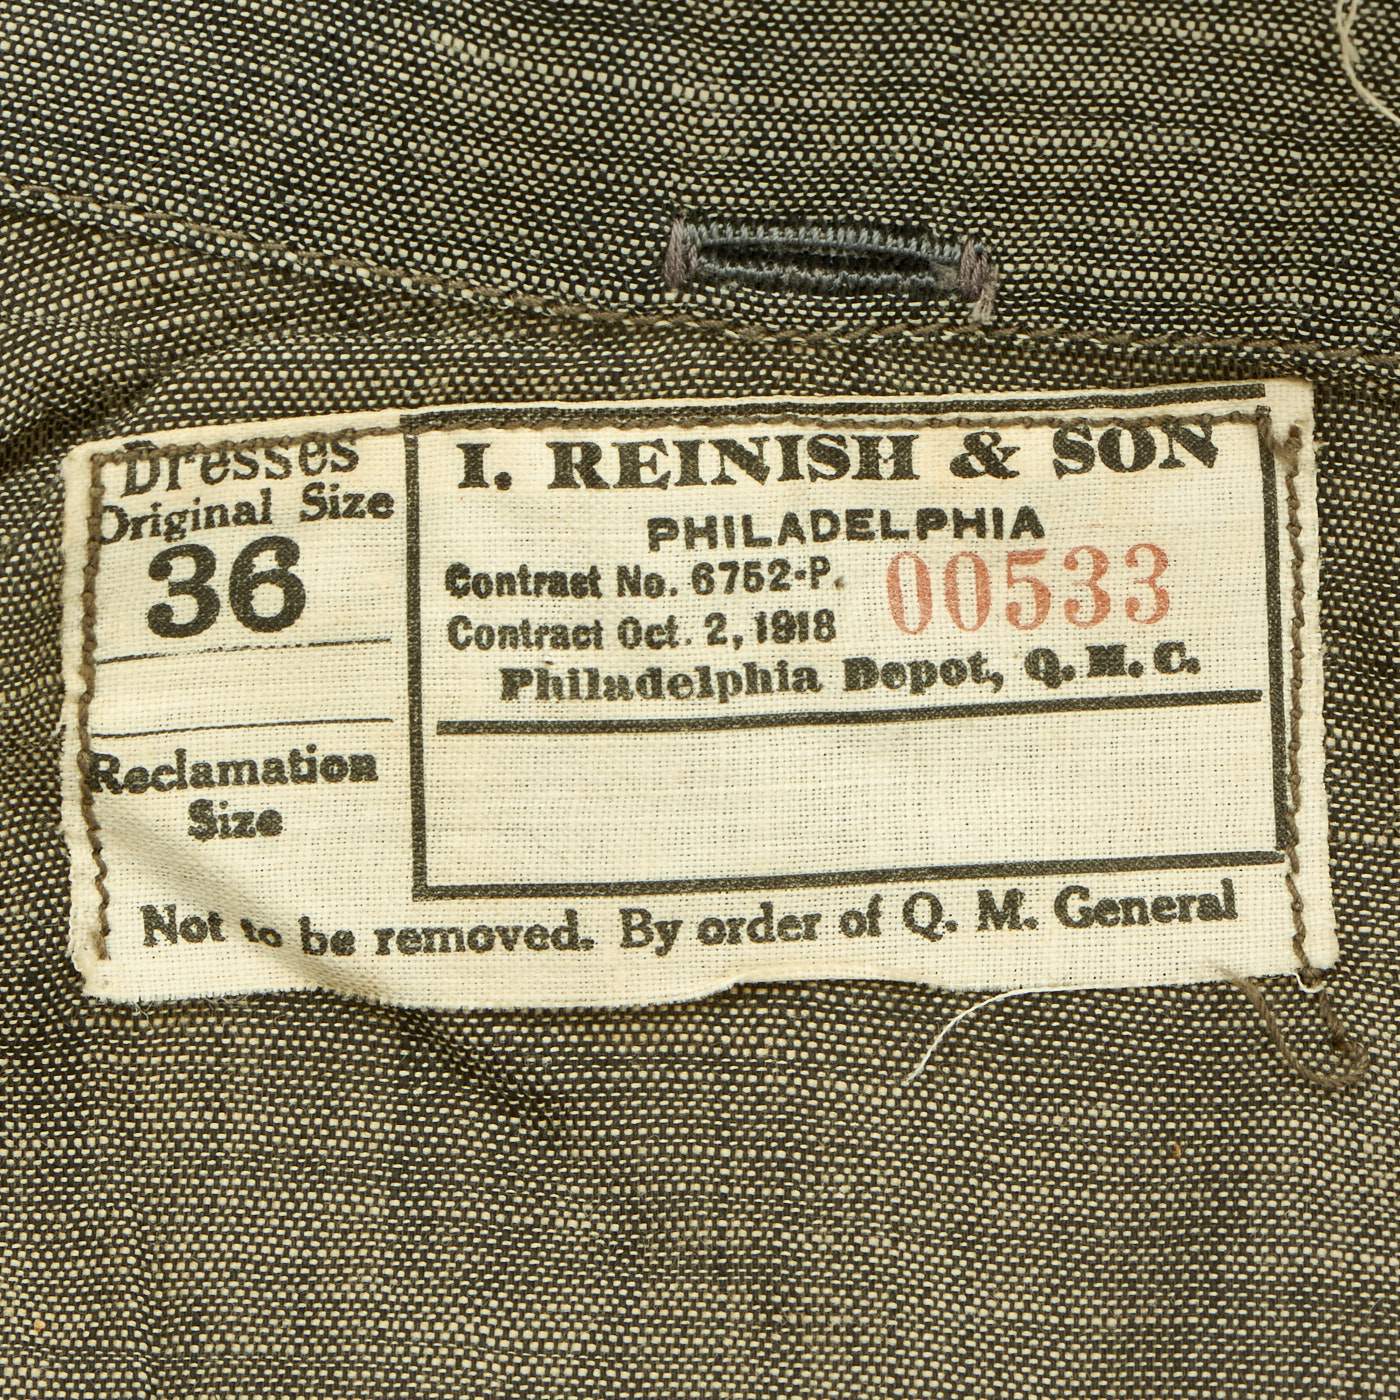 Dresses
Original Size
36
Reclamation
Size
I. REINISH & SON
PHILADELPHIA
Contract No. 6752-P.
00533
Contract Oct. 2, 1918
Philadelphia Depot, Q. M. C.
Not to be removed. By order of Q. M. General